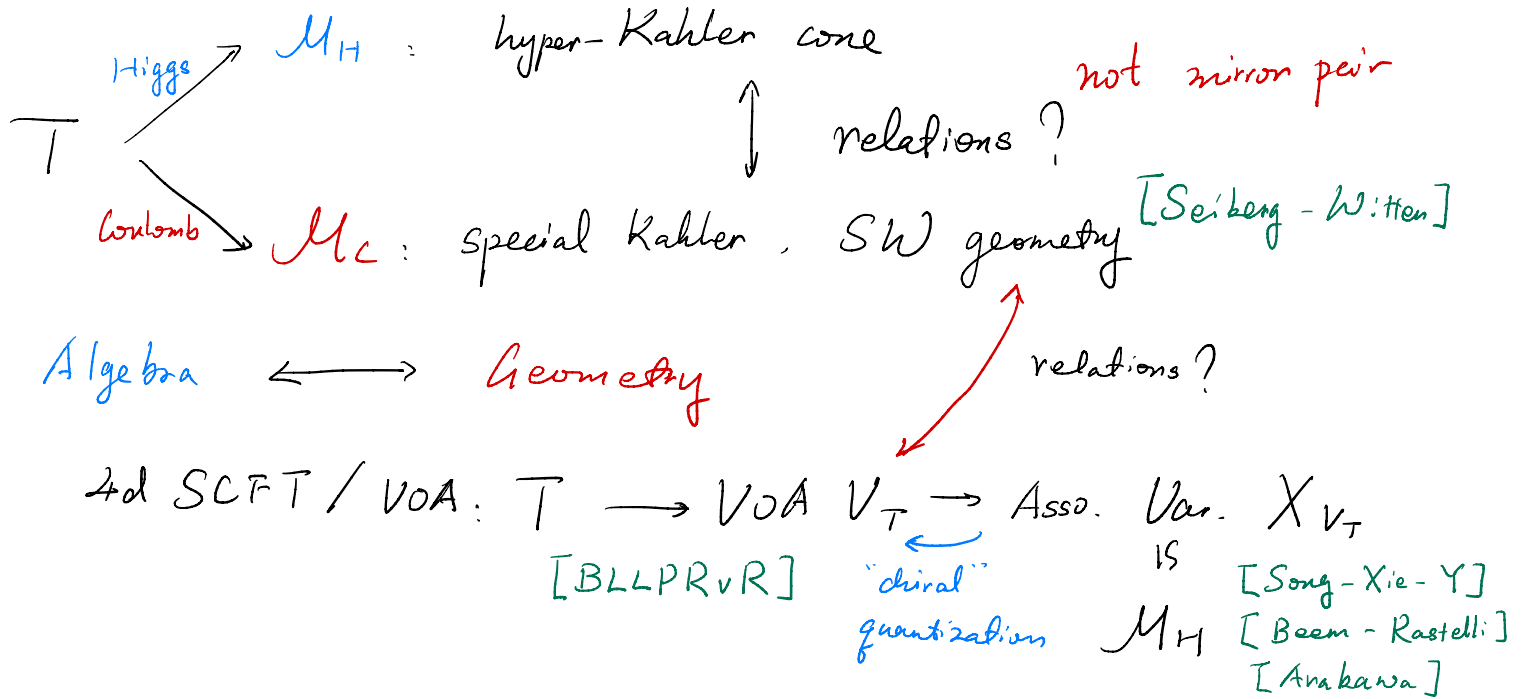 Higgs M_H : hyper-Kahler cone
not mirror pair
T relations?
[Seiberg-Witten]
Coulomb M_C : special Kahler, SW geometry
Algebra ⟷ Geometry relations?
4d SCFT / VOA : T ⟶ VOA V_T → Asso. Var. X_{V_T}
[BLLPRvR] "chiral" quantization
IS
M_H
[Song-Xie-Y]
[Beem-Rastelli]
[Arakawa]